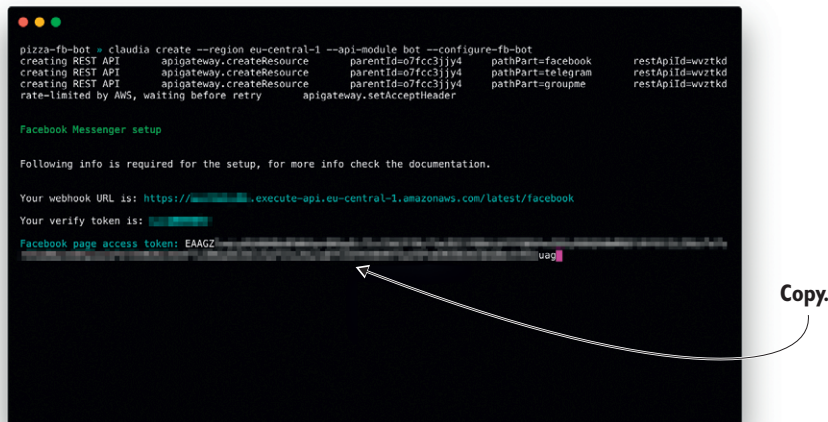 pizza-fb-bot » claudia create --region eu-central-1 --api-module bot --configure-fb-bot
creating REST API apigateway.createResource parentId=o7fcc3jjy4 pathPart=facebook restApiId=wvztkd
creating REST API apigateway.createResource parentId=o7fcc3jjy4 pathPart=telegram restApiId=wvztkd
creating REST API apigateway.createResource parentId=o7fcc3jjy4 pathPart=groupme restApiId=wvztkd
rate-limited by AWS, waiting before retry apigateway.setAcceptHeader
Facebook Messenger setup
Following info is required for the setup, for more info check the documentation.
Your webhook URL is: https:// .execute-api.eu-central-1.amazonaws.com/latest/facebook
Your verify token is:
Facebook page access token: EAAGZ
uag
Copy.